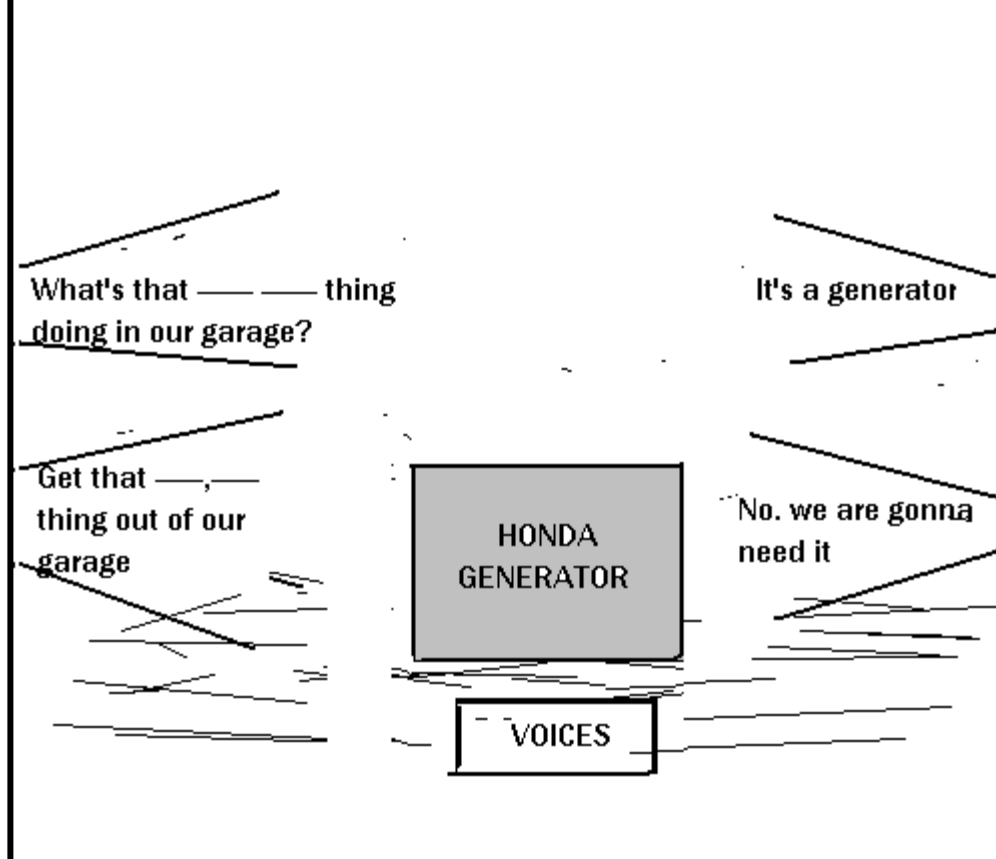 What's that —— —— thing
doing in our garage?
It's a generator
Get that ——,——
thing out of our
garage
No. we are gonna
need it
HONDA
GENERATOR
VOICES